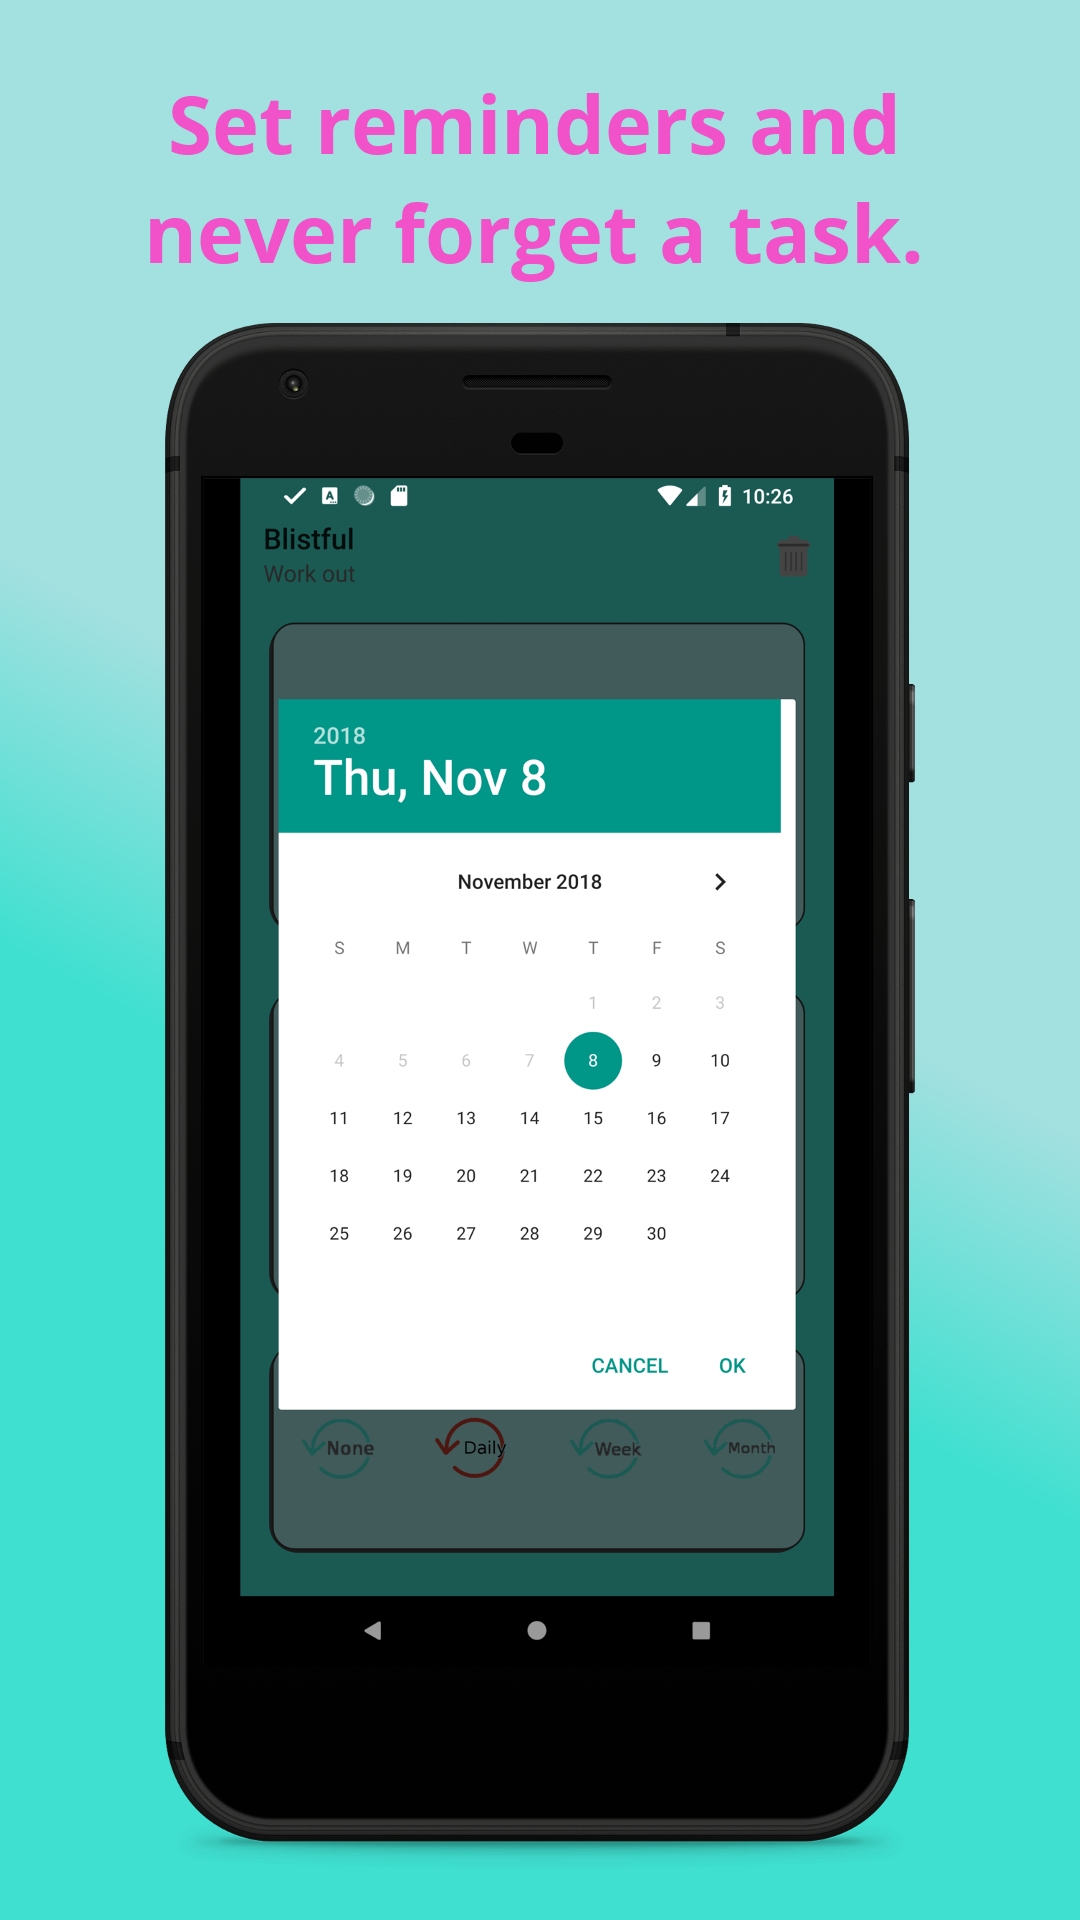 Set reminders and
never forget a task.
10:26
Blistful
Work out
2018
Thu, Nov 8
November 2018
S M T W T F S
1 2 3
4 5 6 7 8 9 10
11 12 13 14 15 16 17
18 19 20 21 22 23 24
25 26 27 28 29 30
CANCEL OK
None Daily Week Month